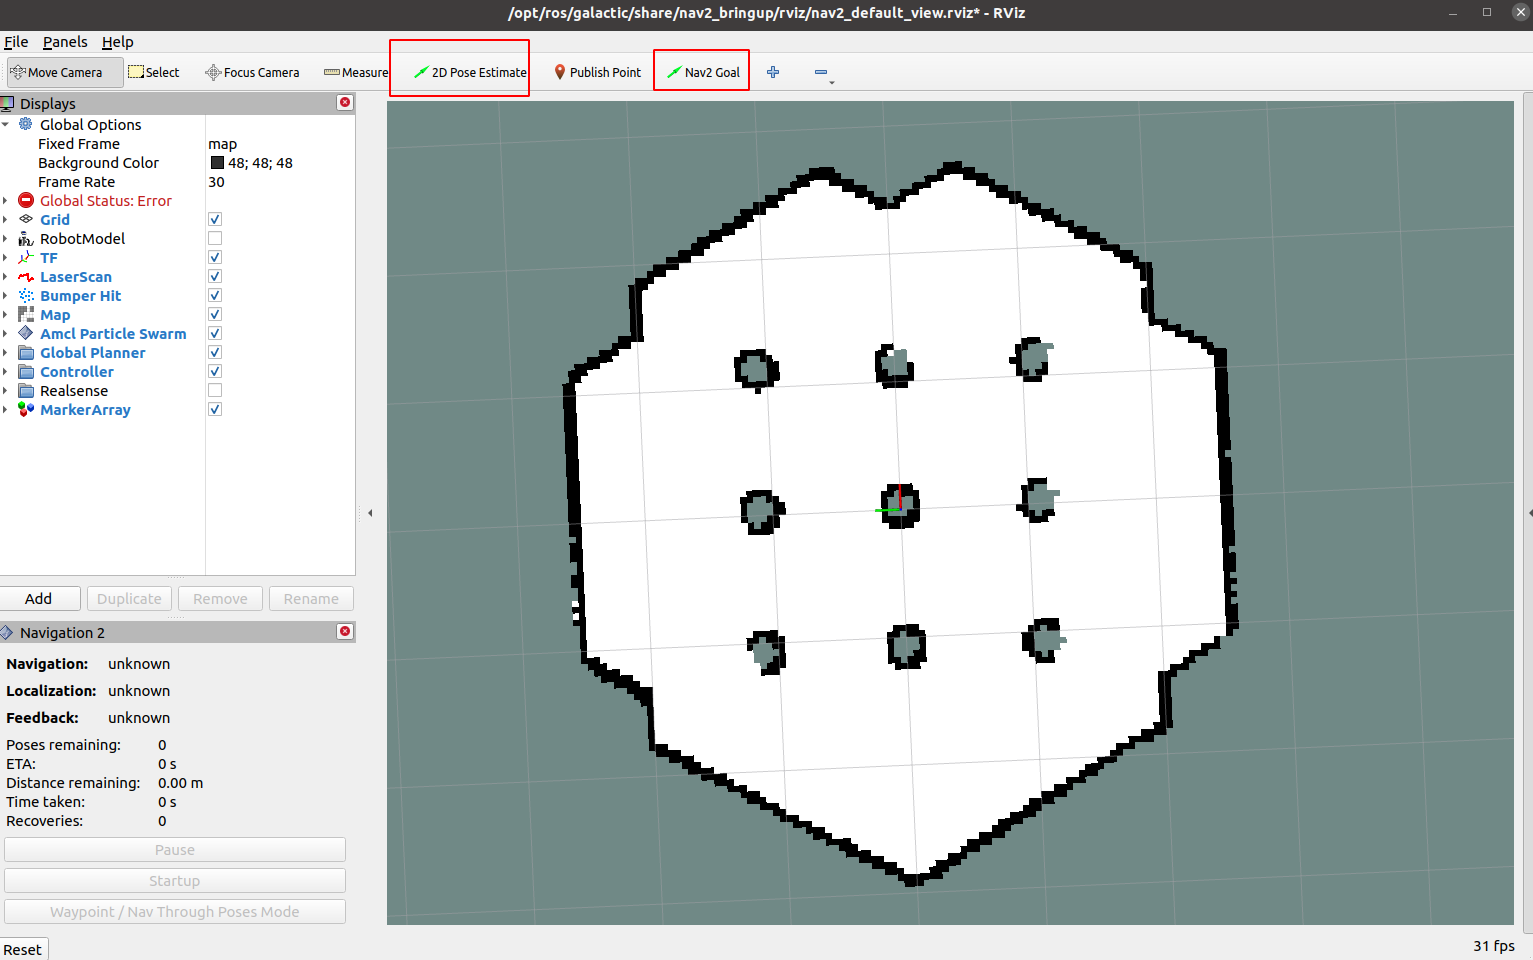 /opt/ros/galactic/share/nav2_bringup/rviz/nav2_default_view.rviz* - RViz
File Panels Help
Move Camera Select Focus Camera Measure 2D Pose Estimate Publish Point Nav2 Goal
Displays
Global Options
Fixed Frame map
Background Color 48; 48; 48
Frame Rate 30
Global Status: Error
Grid
RobotModel
TF
LaserScan
Bumper Hit
Map
Amcl Particle Swarm
Global Planner
Controller
Realsense
MarkerArray
Add Duplicate Remove Rename
Navigation 2
Navigation: unknown
Localization: unknown
Feedback: unknown
Poses remaining: 0
ETA: 0 s
Distance remaining: 0.00 m
Time taken: 0 s
Recoveries: 0
Pause
Startup
Waypoint / Nav Through Poses Mode
Reset 31 fps